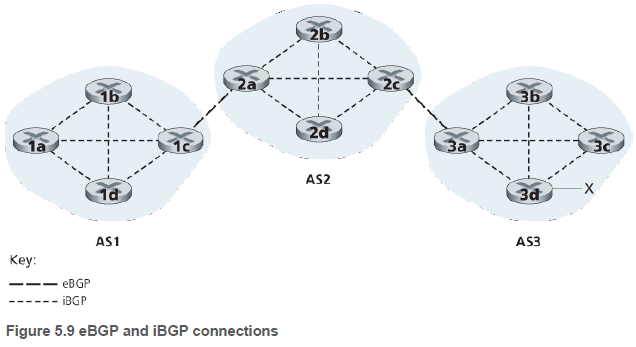 2b
2a
2c
2d
AS2
1b
1a
1c
1d
AS1
3b
3a
3c
3d
X
AS3
Key:
eBGP
iBGP
Figure 5.9 eBGP and iBGP connections